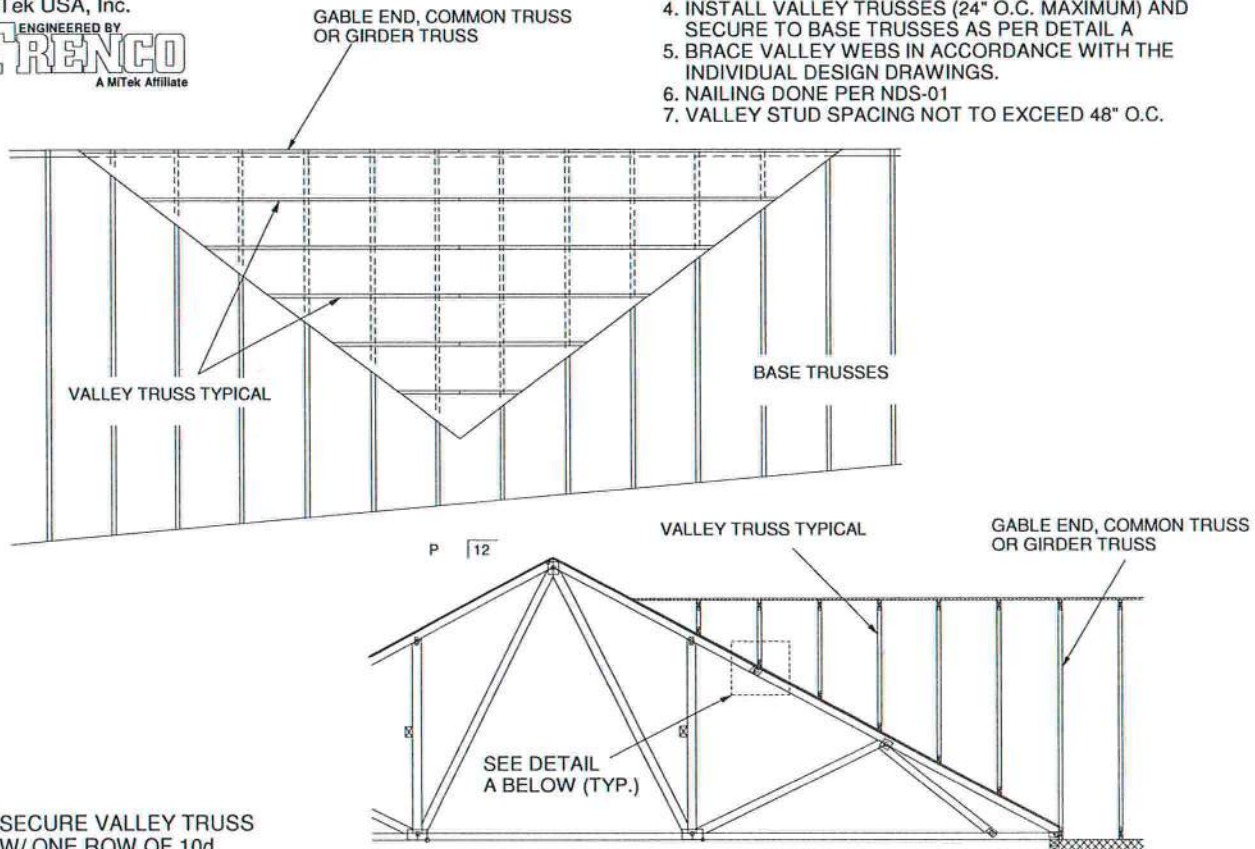 Tek USA, Inc.
ENGINEERED BY
TRENCO
A MiTek Affiliate
GABLE END, COMMON TRUSS
OR GIRDER TRUSS
4. INSTALL VALLEY TRUSSES (24" O.C. MAXIMUM) AND
SECURE TO BASE TRUSSES AS PER DETAIL A
5. BRACE VALLEY WEBS IN ACCORDANCE WITH THE
INDIVIDUAL DESIGN DRAWINGS.
6. NAILING DONE PER NDS-01
7. VALLEY STUD SPACING NOT TO EXCEED 48" O.C.
VALLEY TRUSS TYPICAL
BASE TRUSSES
P 12
VALLEY TRUSS TYPICAL
GABLE END, COMMON TRUSS
OR GIRDER TRUSS
SEE DETAIL
A BELOW (TYP.)
SECURE VALLEY TRUSS
W/ ONE ROW OF 10d